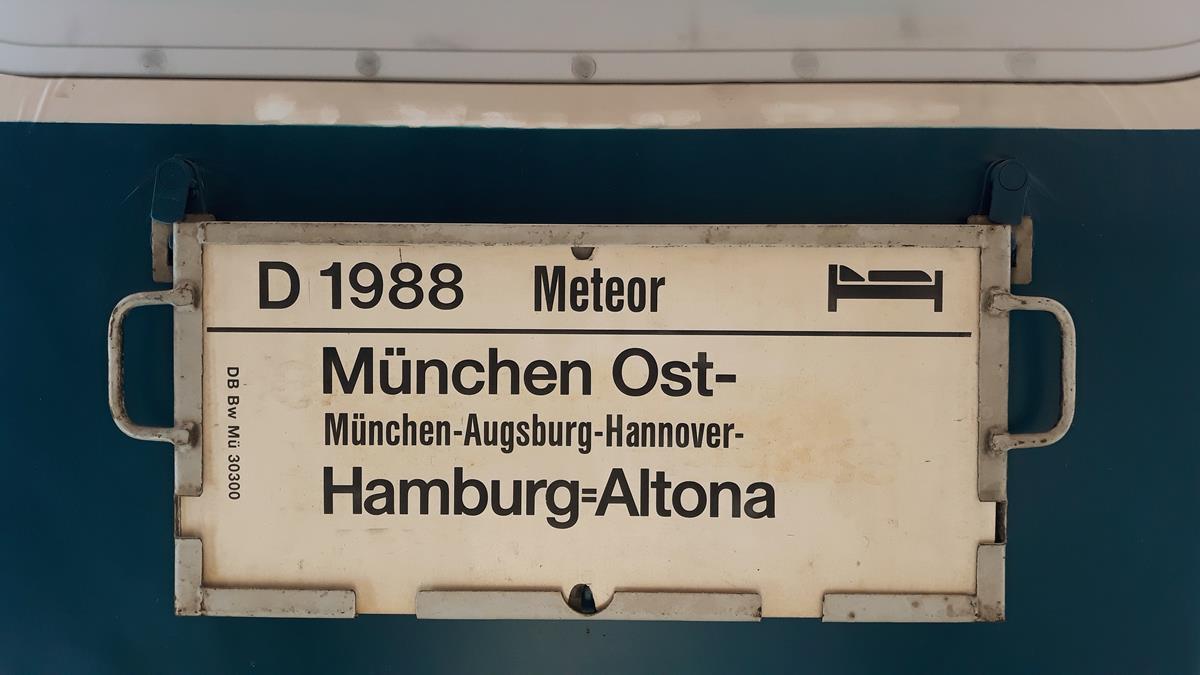 D 1988 Meteor
München Ost-
München-Augsburg-Hannover-
Hamburg=Altona
DB Bw Mü 30300